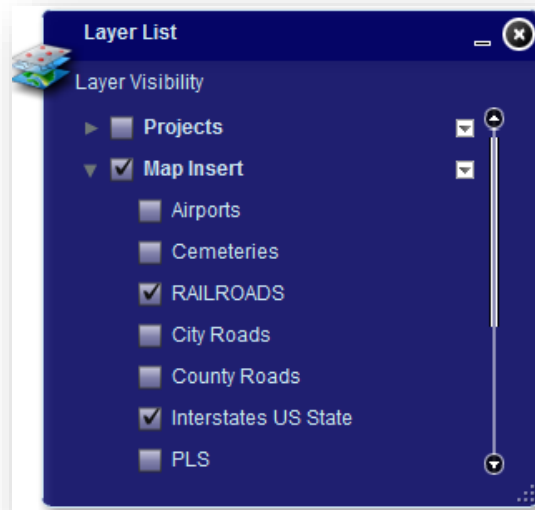 Layer List
Layer Visibility
Projects
Map Insert
Airports
Cemeteries
RAILROADS
City Roads
County Roads
Interstates US State
PLS